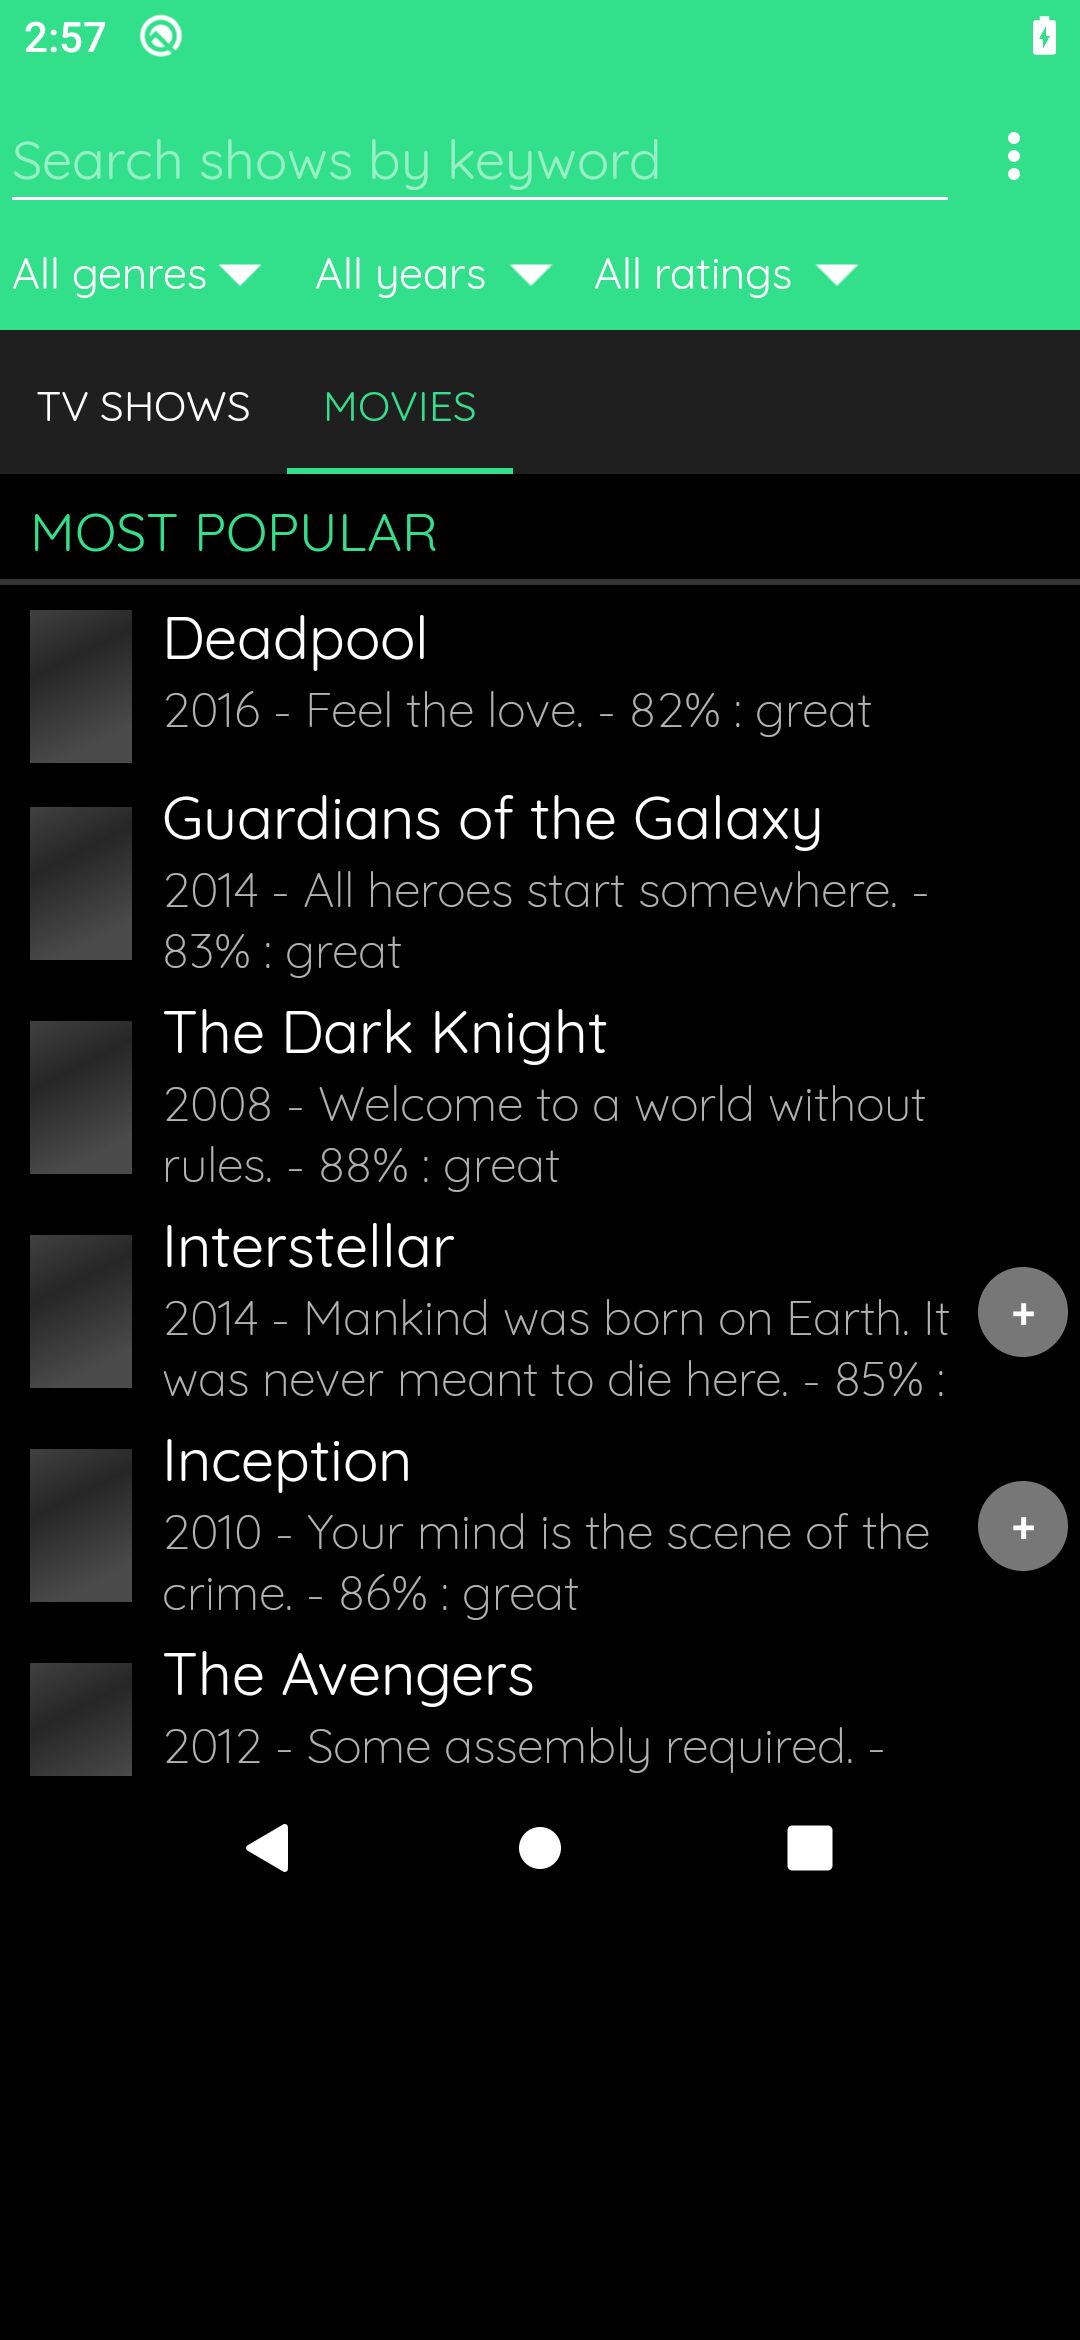 2:57
Search shows by keyword
All genres All years All ratings
TV SHOWS MOVIES
MOST POPULAR
Deadpool
2016 - Feel the love. - 82% : great
Guardians of the Galaxy
2014 - All heroes start somewhere. -
83% : great
The Dark Knight
2008 - Welcome to a world without
rules. - 88% : great
Interstellar
2014 - Mankind was born on Earth. It
was never meant to die here. - 85% :
+
Inception
2010 - Your mind is the scene of the
crime. - 86% : great
+
The Avengers
2012 - Some assembly required. -